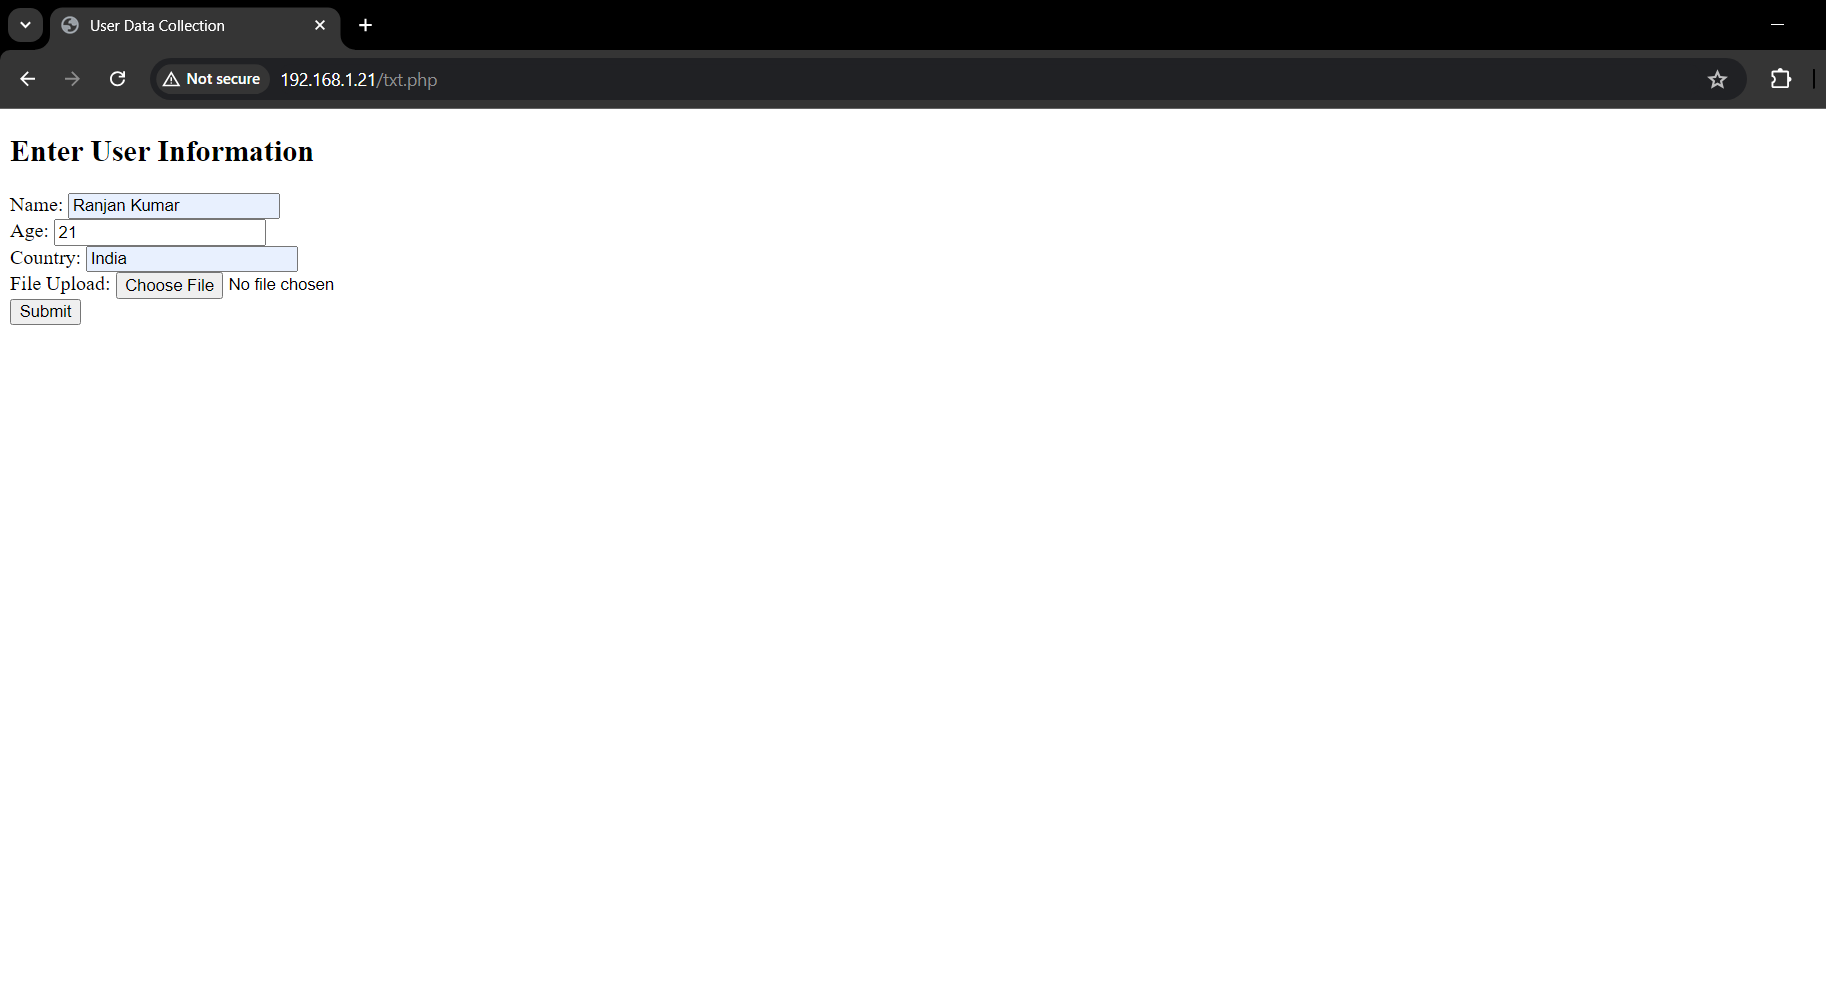 User Data Collection
Not secure 192.168.1.21/txt.php
Enter User Information
Name: Ranjan Kumar
Age: 21
Country: India
File Upload: Choose File No file chosen
Submit